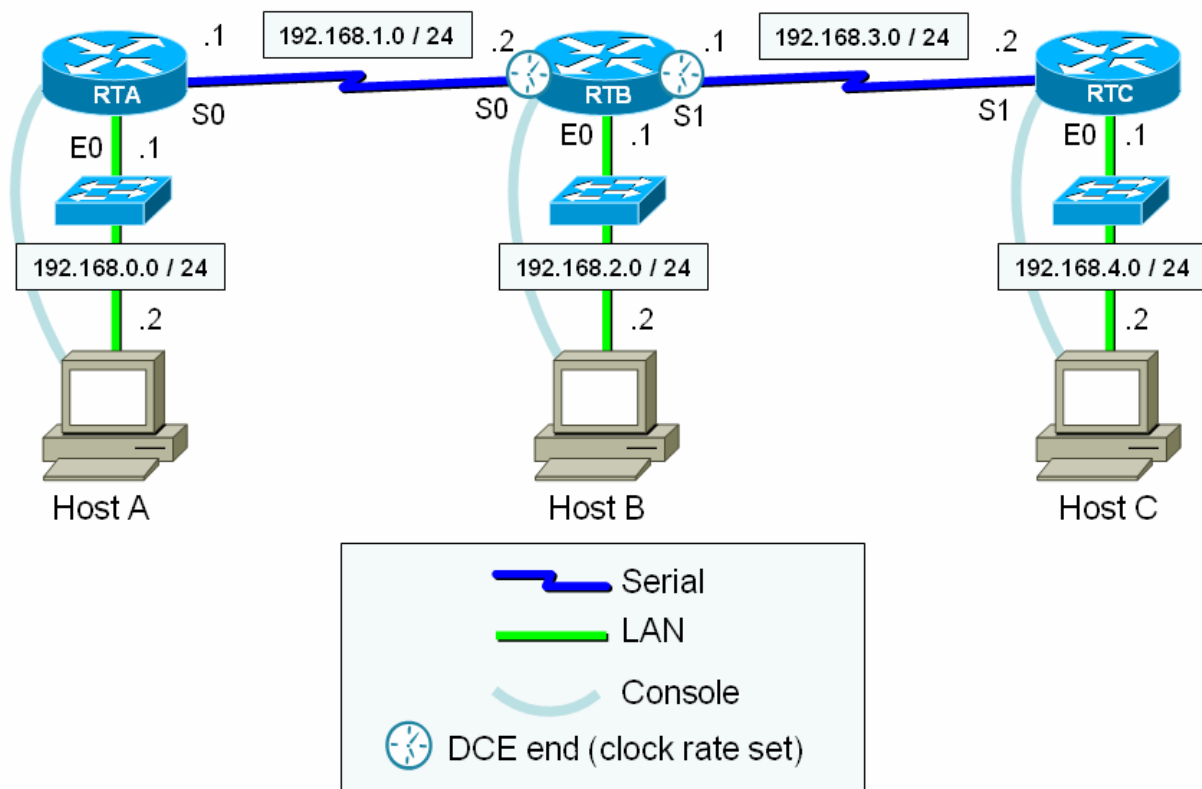 .1
192.168.1.0 / 24
.2
.1
192.168.3.0 / 24
.2
RTA
RTB
RTC
S0
S0
S1
S1
E0
.1
E0
.1
E0
.1
192.168.0.0 / 24
192.168.2.0 / 24
192.168.4.0 / 24
.2
.2
.2
Host A
Host B
Host C
Serial
LAN
Console
DCE end (clock rate set)